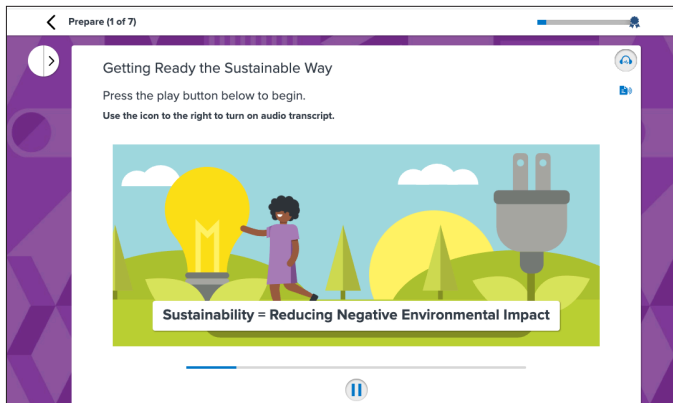 Prepare (1 of 7)
Getting Ready the Sustainable Way
Press the play button below to begin.
Use the icon to the right to turn on audio transcript.
Sustainability = Reducing Negative Environmental Impact